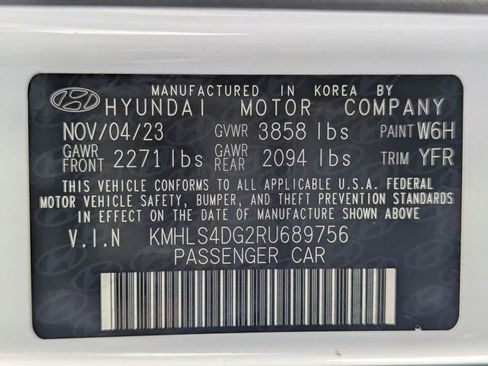 MANUFACTURED IN KOREA BY
HYUNDAI MOTOR COMPANY
NOV/04/23 GVWR 3858 lbs PAINT W6H
GAWR FRONT 2271 lbs GAWR REAR 2094 lbs TRIM YFR
THIS VEHICLE CONFORMS TO ALL APPLICABLE U.S.A. FEDERAL
MOTOR VEHICLE SAFETY, BUMPER, AND THEFT PREVENTION STANDARDS
IN EFFECT ON THE DATE OF MANUFACTURE SHOWN ABOVE.
V.I.N KMHLS4DG2RU689756
PASSENGER CAR